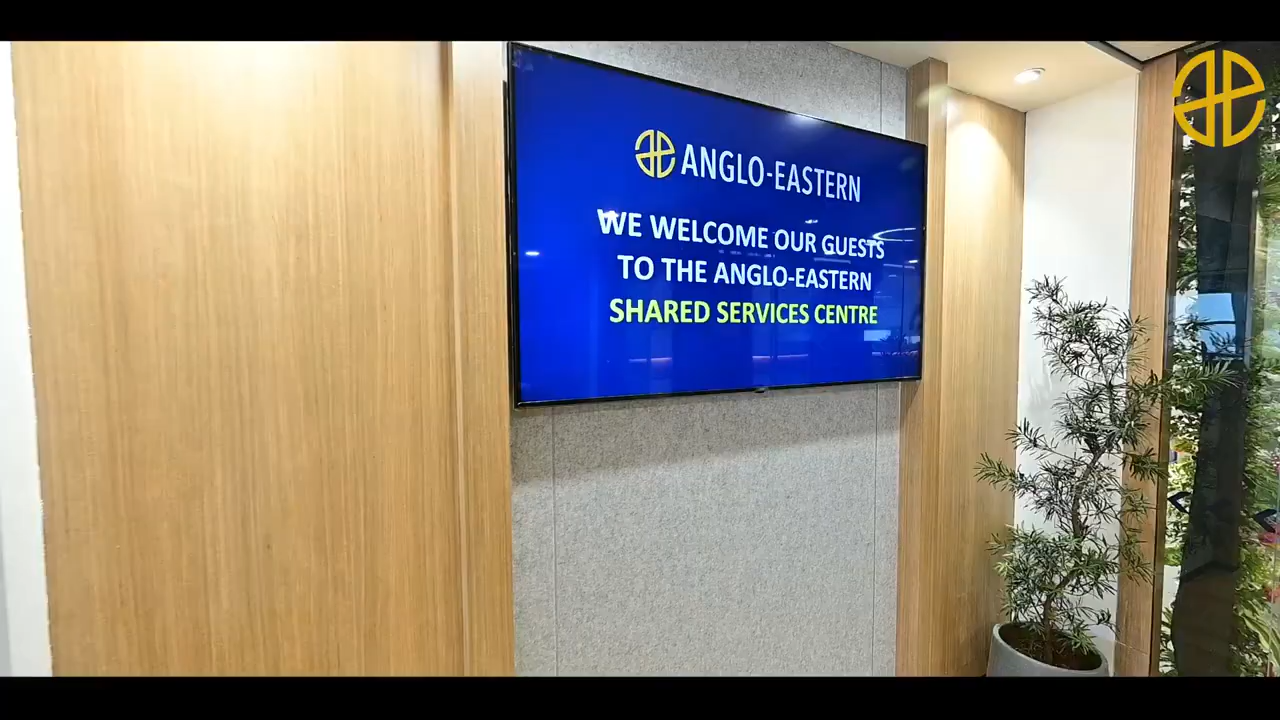 ANGLO-EASTERN
WE WELCOME OUR GUESTS
TO THE ANGLO-EASTERN
SHARED SERVICES CENTRE